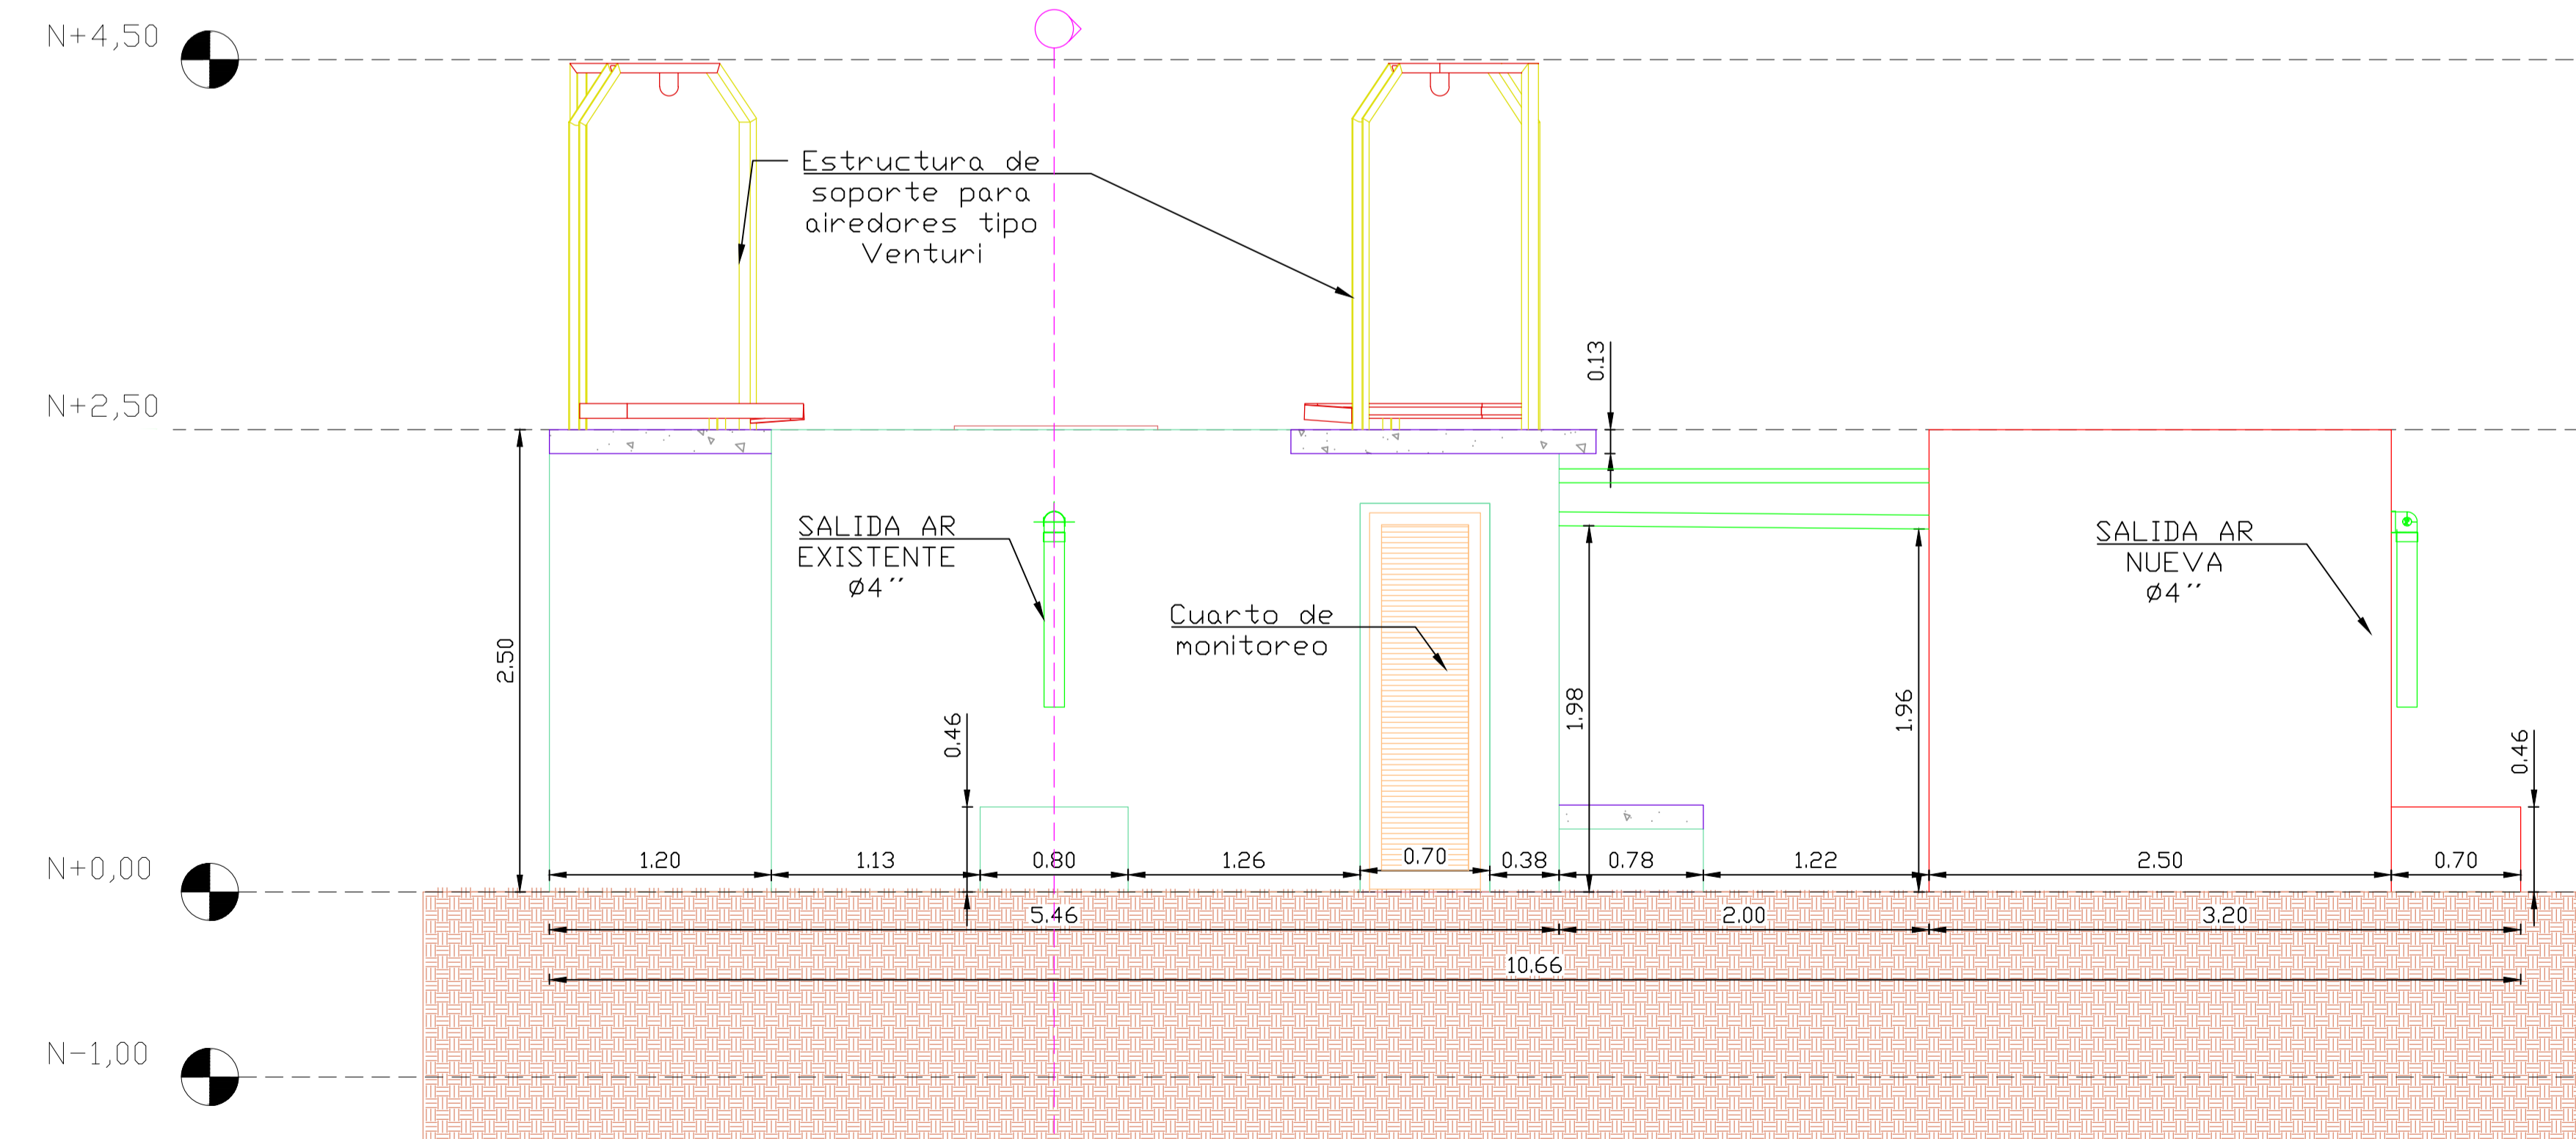 N+4,50
Estructura de
soporte para
airedores tipo
Venturi
0.13
N+2,50
SALIDA AR
EXISTENTE
Ø4"
SALIDA AR
NUEVA
Ø4"
Cuarto de
monitoreo
2.50
0.46
1.98
1.96
0.46
N+0,00
1.20
1.13
0.80
1.26
0.70
0.38
0.78
1.22
2.50
0.70
5.46
2.00
3.20
10.66
N-1,00